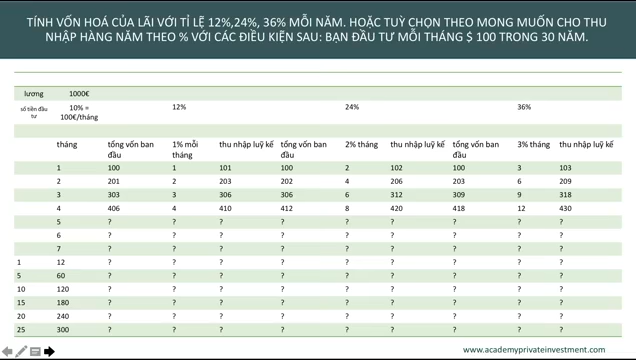 TÍNH VỐN HOÁ CỦA LÃI VỚI TỈ LỆ 12%,24%, 36% MỖI NĂM. HOẶC TUỲ CHỌN THEO MONG MUỐN CHO THU
NHẬP HÀNG NĂM THEO % VỚI CÁC ĐIỀU KIỆN SAU: BẠN ĐẦU TƯ MỖI THÁNG $ 100 TRONG 30 NĂM.
lương 1000€
số tiền đầu tư 10% = 100€/tháng 12% 24% 36%
tháng tổng vốn ban đầu 1% mỗi tháng thu nhập luỹ kế tổng vốn ban đầu 2% tháng thu nhập luỹ kế tổng vốn ban đầu 3% tháng thu nhập luỹ kế
1 100 1 101 100 2 102 100 3 103
2 201 2 203 202 4 206 203 6 209
3 303 3 306 306 6 312 309 9 318
4 406 4 410 412 8 420 418 12 430
5 ? ? ? ? ? ? ? ? ?
6 ? ? ? ? ? ? ? ? ?
7 ? ? ? ? ? ? ? ? ?
1 12 ? ? ? ? ? ? ? ? ?
5 60 ? ? ? ? ? ? ? ? ?
10 120 ? ? ? ? ? ? ? ? ?
15 180 ? ? ? ? ? ? ? ? ?
20 240 ? ? ? ? ? ? ? ? ?
25 300 ? ? ? ? ? ? ? ? ?
www.academyprivateinvestment.com